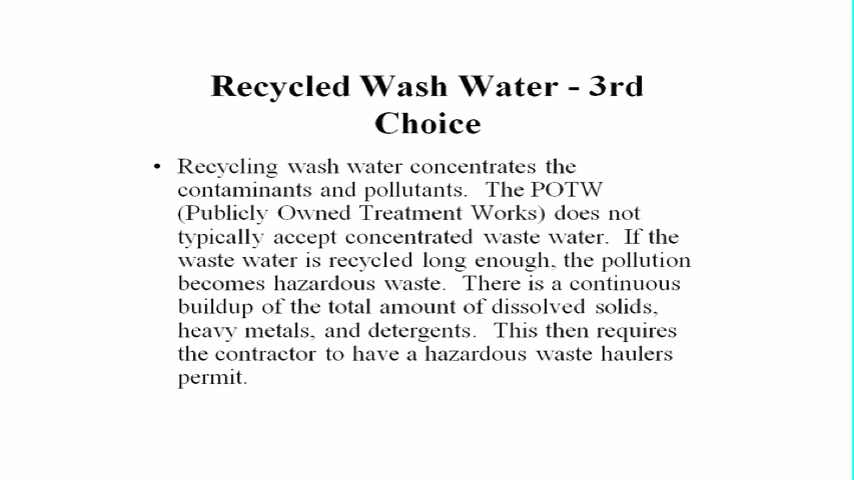 Recycled Wash Water - 3rd
Choice
• Recycling wash water concentrates the
contaminants and pollutants.  The POTW
(Publicly Owned Treatment Works) does not
typically accept concentrated waste water.  If the
waste water is recycled long enough, the pollution
becomes hazardous waste.  There is a continuous
buildup of the total amount of dissolved solids,
heavy metals, and detergents.  This then requires
the contractor to have a hazardous waste haulers
permit.